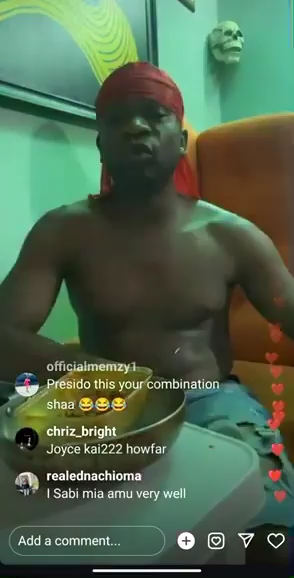 officialmemzy1
Presido this your combination
shaa 😂😂😂
chriz_bright
Joyce kai222 howfar
realednachioma
I Sabi mia amu very well
Add a comment...